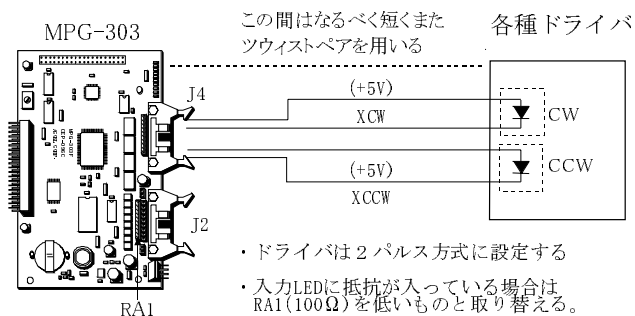 この間はなるべく短くまた
ツウィストペアを用いる
各種ドライバ
MPG-303
J4
(+5V)
XCW
CW
(+5V)
XCCW
CCW
J2
RA1
・ドライバは2パルス方式に設定する
・入力LEDに抵抗が入っている場合は
RA1(100Ω)を低いものと取り替える。